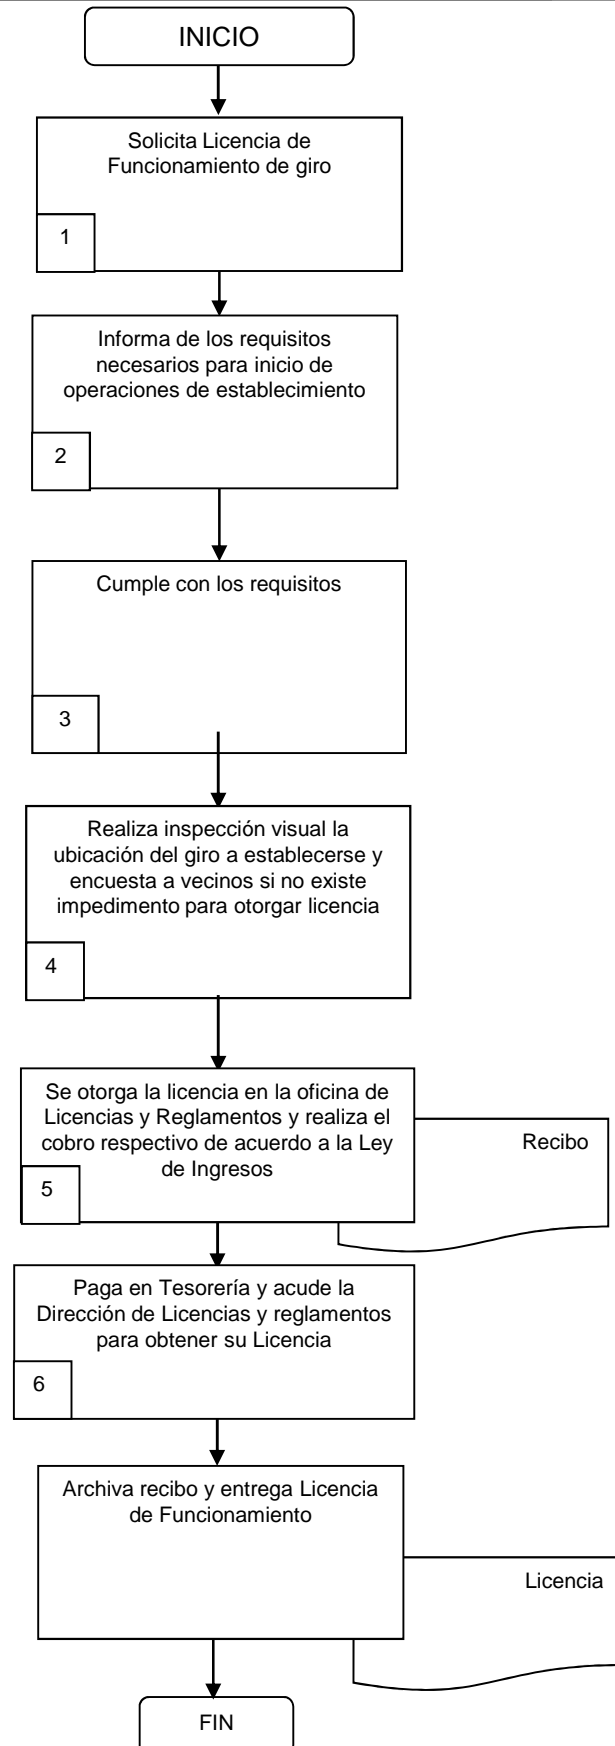 INICIO
Solicita Licencia de
Funcionamiento de giro
1
Informa de los requisitos
necesarios para inicio de
operaciones de establecimiento
2
Cumple con los requisitos
3
Realiza inspección visual la
ubicación del giro a establecerse y
encuesta a vecinos si no existe
impedimento para otorgar licencia
4
Se otorga la licencia en la oficina de
Licencias y Reglamentos y realiza el
cobro respectivo de acuerdo a la Ley
de Ingresos
5
Recibo
Paga en Tesorería y acude la
Dirección de Licencias y reglamentos
para obtener su Licencia
6
Archiva recibo y entrega Licencia
de Funcionamiento
Licencia
FIN